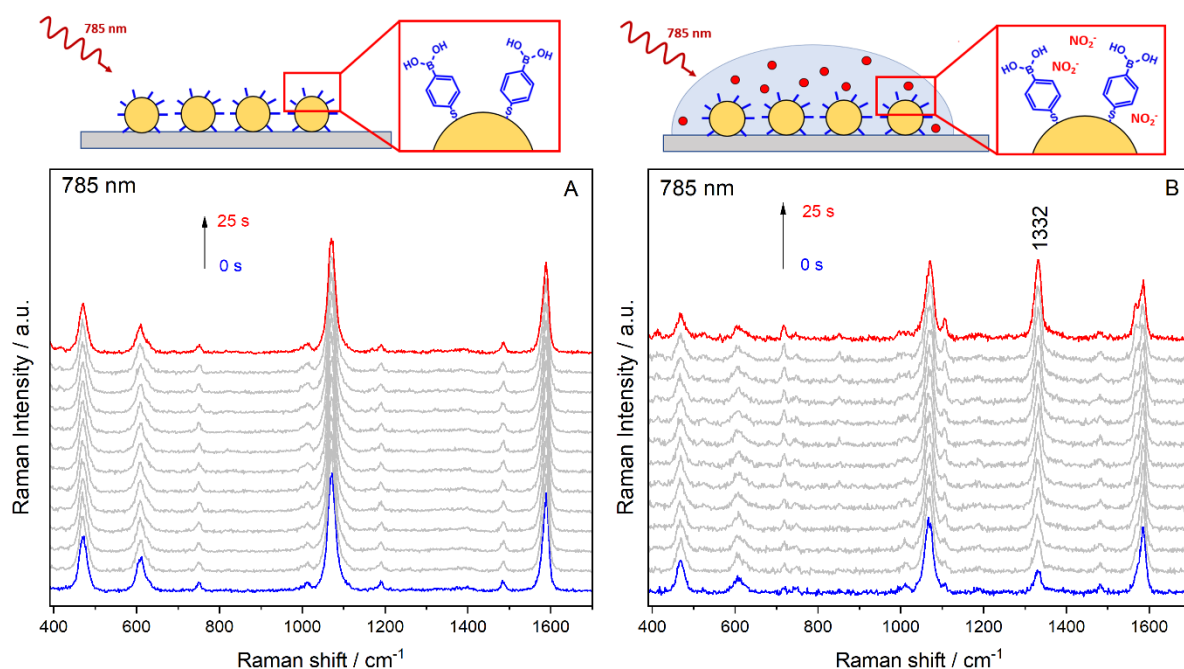 785 nm
HO
OH
B
S
HO
OH
B
S
785 nm
HO
OH
B
S
NO₂⁻
NO₂⁻
HO
OH
B
S
NO₂⁻
785 nm
A
25 s
0 s
Raman Intensity / a.u.
400 600 800 1000 1200 1400 1600
Raman shift / cm⁻¹
785 nm
B
25 s
0 s
1332
Raman Intensity / a.u.
400 600 800 1000 1200 1400 1600
Raman shift / cm⁻¹